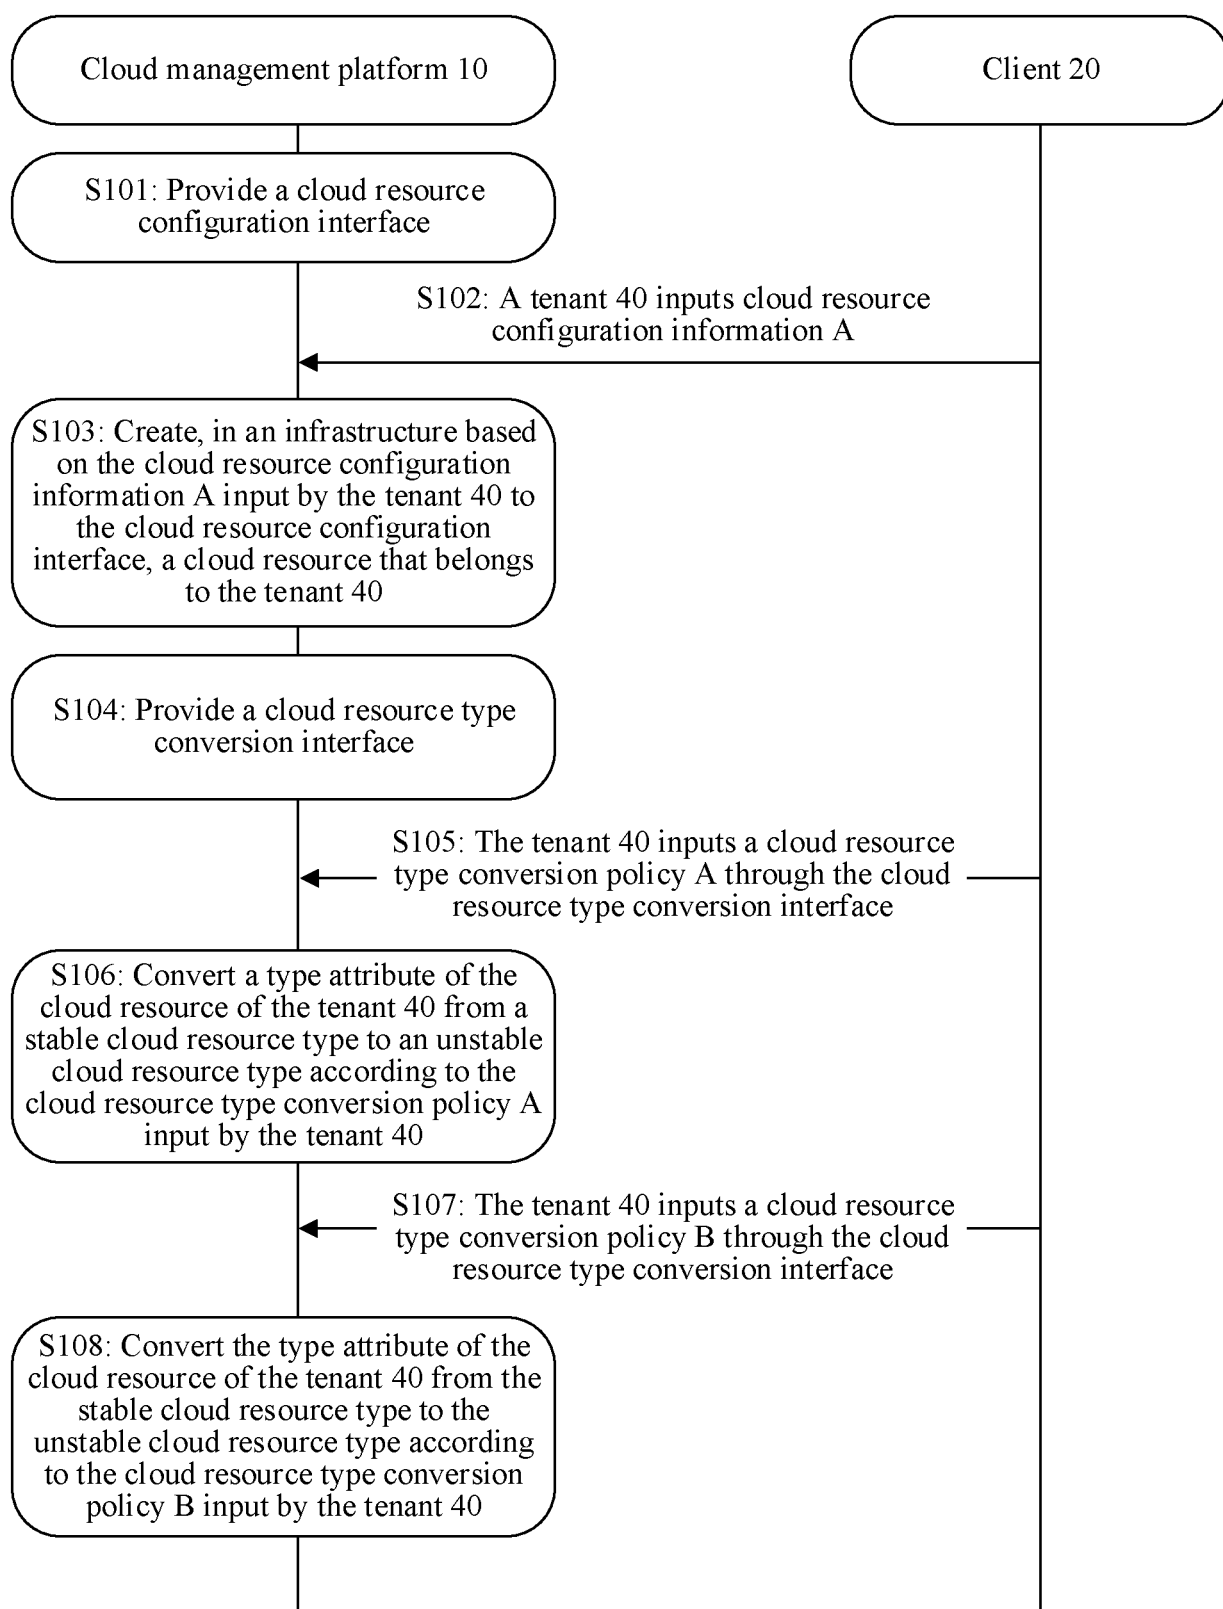 Cloud management platform 10
Client 20
S101: Provide a cloud resource
configuration interface
S102: A tenant 40 inputs cloud resource
configuration information A
S103: Create, in an infrastructure based
on the cloud resource configuration
information A input by the tenant 40 to
the cloud resource configuration
interface, a cloud resource that belongs
to the tenant 40
S104: Provide a cloud resource type
conversion interface
S105: The tenant 40 inputs a cloud resource
type conversion policy A through the cloud
resource type conversion interface
S106: Convert a type attribute of the
cloud resource of the tenant 40 from a
stable cloud resource type to an unstable
cloud resource type according to the
cloud resource type conversion policy A
input by the tenant 40
S107: The tenant 40 inputs a cloud resource
type conversion policy B through the cloud
resource type conversion interface
S108: Convert the type attribute of the
cloud resource of the tenant 40 from the
stable cloud resource type to the
unstable cloud resource type according
to the cloud resource type conversion
policy B input by the tenant 40